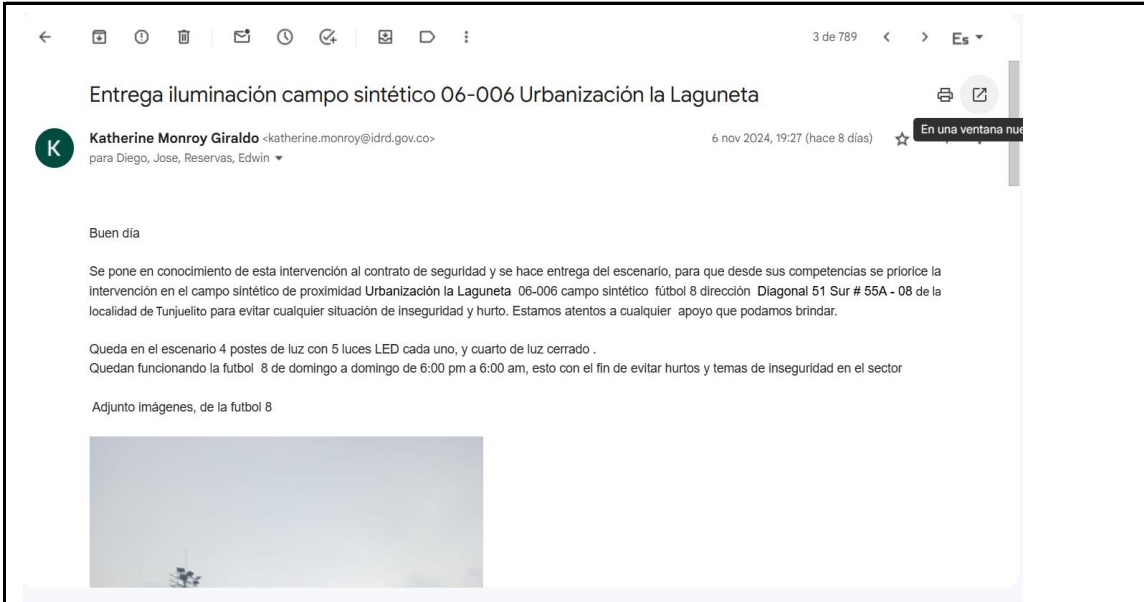 3 de 789
Es
Entrega iluminación campo sintético 06-006 Urbanización la Laguneta
En una ventana nue
K
Katherine Monroy Giraldo <katherine.monroy@idrd.gov.co>
6 nov 2024, 19:27 (hace 8 días)
para Diego, Jose, Reservas, Edwin
Buen día
Se pone en conocimiento de esta intervención al contrato de seguridad y se hace entrega del escenario, para que desde sus competencias se priorice la
intervención en el campo sintético de proximidad Urbanización la Laguneta 06-006 campo sintético fútbol 8 dirección Diagonal 51 Sur # 55A - 08 de la
localidad de Tunjuelito para evitar cualquier situación de inseguridad y hurto. Estamos atentos a cualquier apoyo que podamos brindar.
Queda en el escenario 4 postes de luz con 5 luces LED cada uno, y cuarto de luz cerrado .
Quedan funcionando la futbol 8 de domingo a domingo de 6:00 pm a 6:00 am, esto con el fin de evitar hurtos y temas de inseguridad en el sector
Adjunto imágenes, de la futbol 8